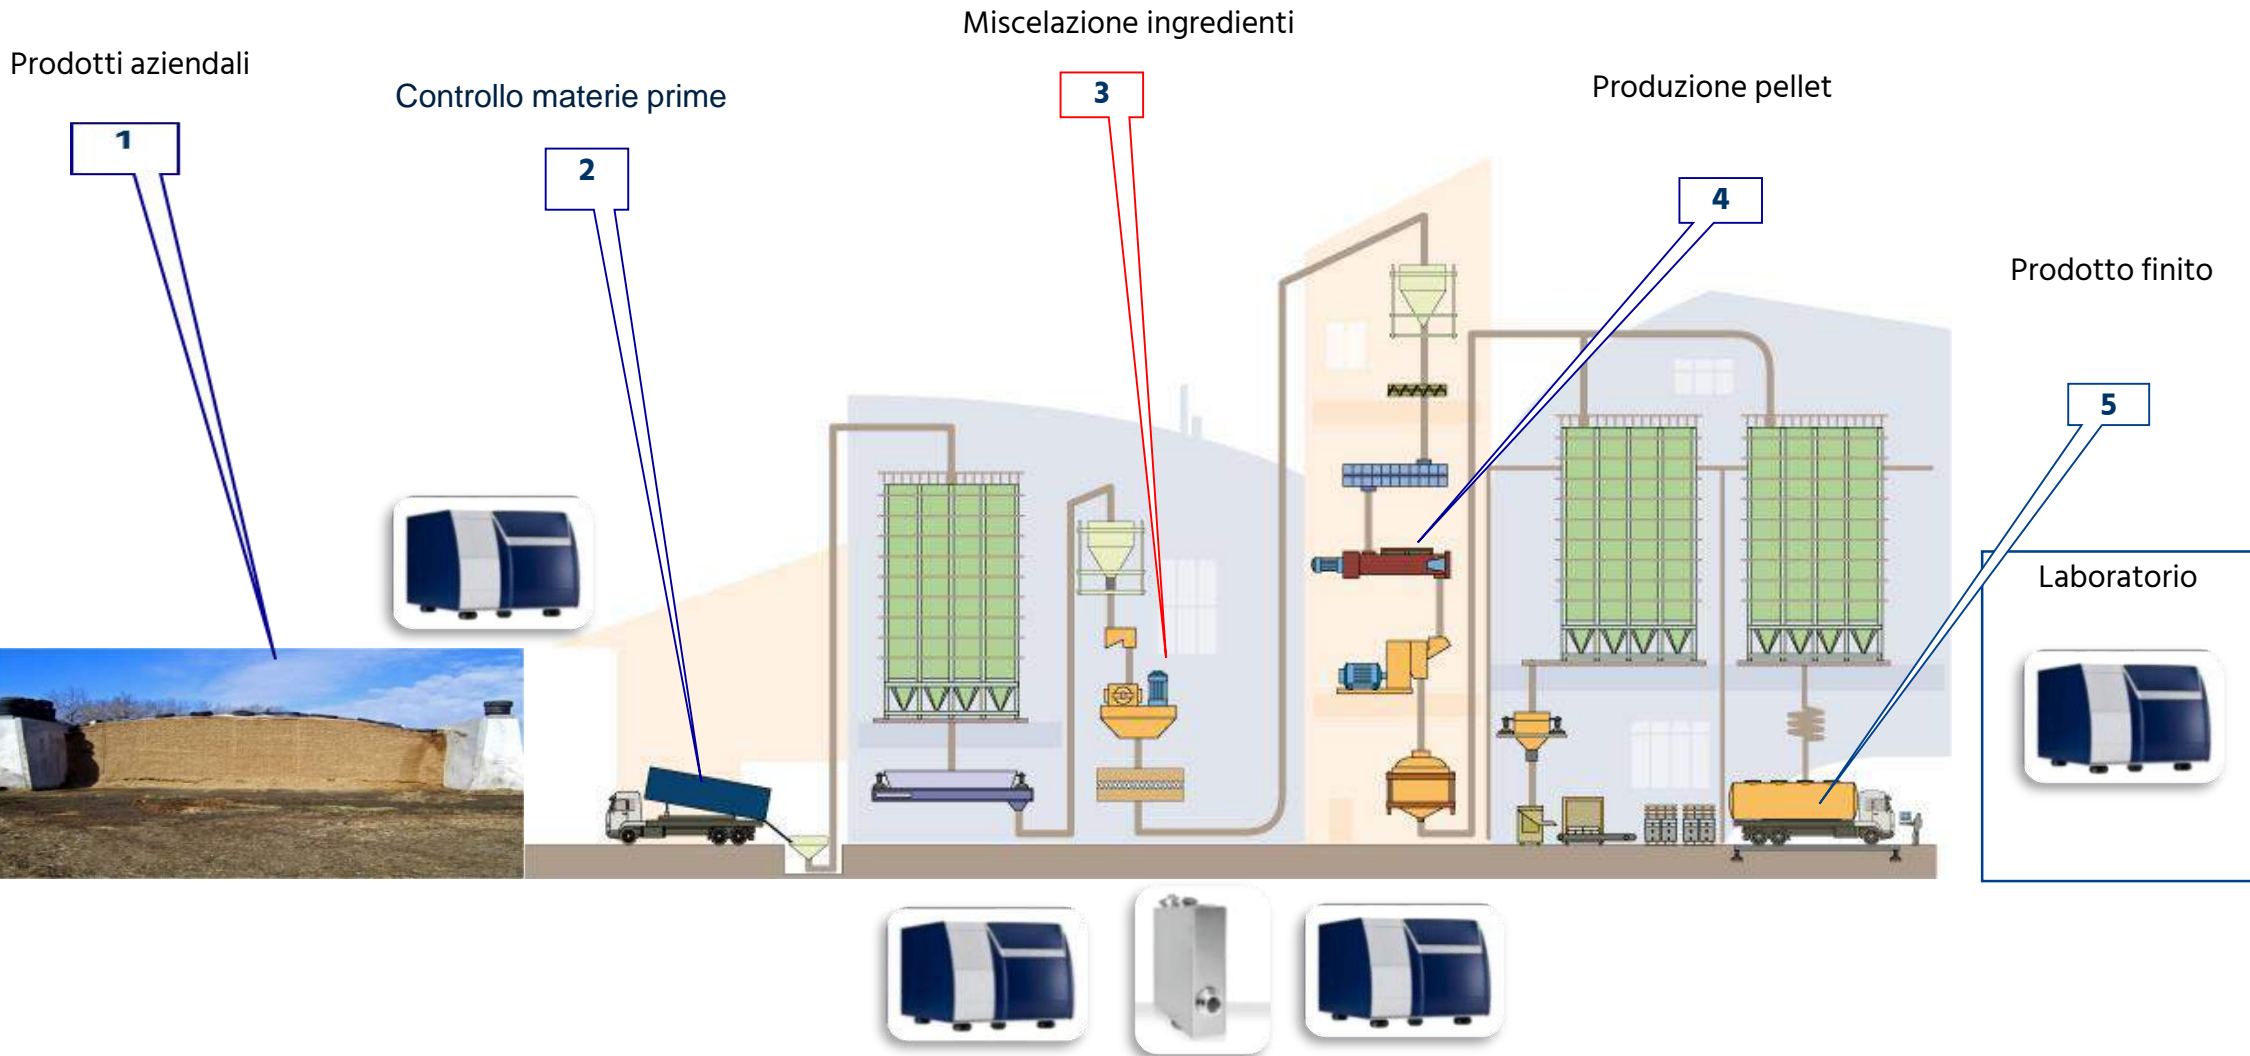 Miscelazione ingredienti
Prodotti aziendali
Controllo materie prime
Produzione pellet
1
2
3
4
Prodotto finito
5
Laboratorio